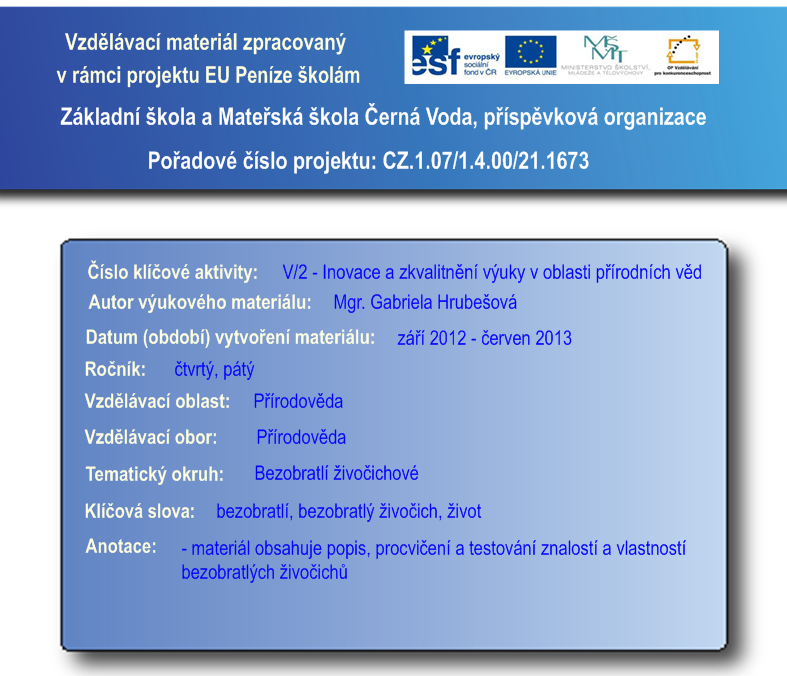 Vzdělávací materiál zpracovaný
v rámci projektu EU Peníze školám
esf evropský sociální fond v ČR
EVROPSKÁ UNIE
MINISTERSTVO ŠKOLSTVÍ,
MLÁDEŽE A TĚLOVÝCHOVY
OP Vzdělávání
pro konkurenceschopnost
Základní škola a Mateřská škola Černá Voda, příspěvková organizace
Pořadové číslo projektu: CZ.1.07/1.4.00/21.1673
Číslo klíčové aktivity: V/2 - Inovace a zkvalitnění výuky v oblasti přírodních věd
Autor výukového materiálu: Mgr. Gabriela Hrubešová
Datum (období) vytvoření materiálu: září 2012 - červen 2013
Ročník: čtvrtý, pátý
Vzdělávací oblast: Přírodověda
Vzdělávací obor: Přírodověda
Tematický okruh: Bezobratlí živočichové
Klíčová slova: bezobratlí, bezobratlý živočich, život
Anotace: - materiál obsahuje popis, procvičení a testování znalostí a vlastností
bezobratlých živočichů